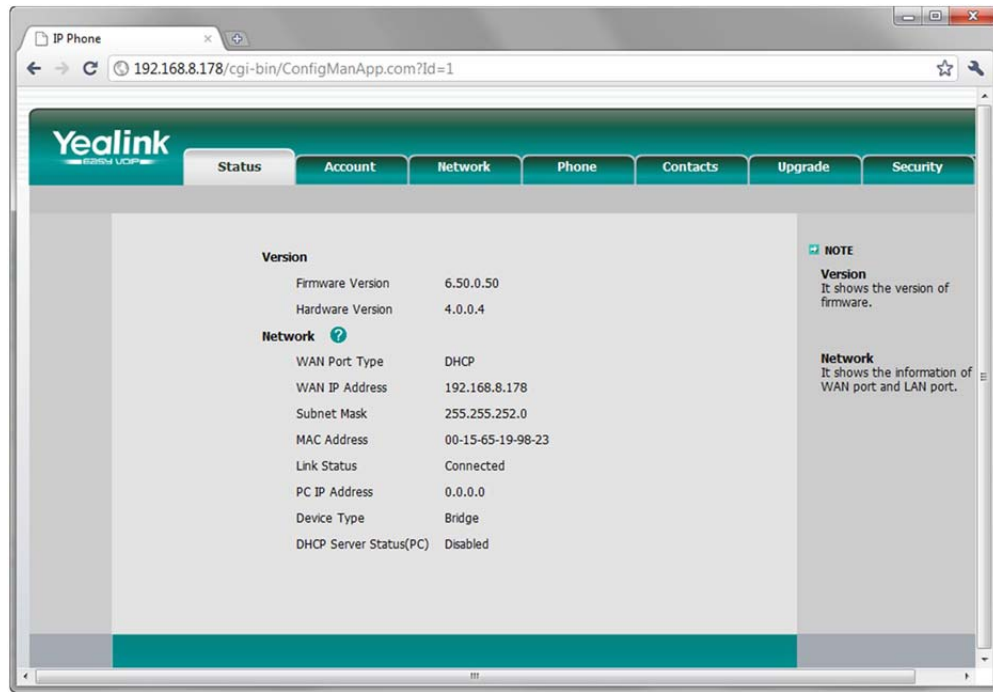 IP Phone
192.168.8.178/cgi-bin/ConfigManApp.com?Id=1
Yealink
EASY VOIP
Status Account Network Phone Contacts Upgrade Security
Version
Firmware Version 6.50.0.50
Hardware Version 4.0.0.4
Network ?
WAN Port Type DHCP
WAN IP Address 192.168.8.178
Subnet Mask 255.255.252.0
MAC Address 00-15-65-19-98-23
Link Status Connected
PC IP Address 0.0.0.0
Device Type Bridge
DHCP Server Status(PC) Disabled
NOTE
Version
It shows the version of
firmware.
Network
It shows the information of
WAN port and LAN port.